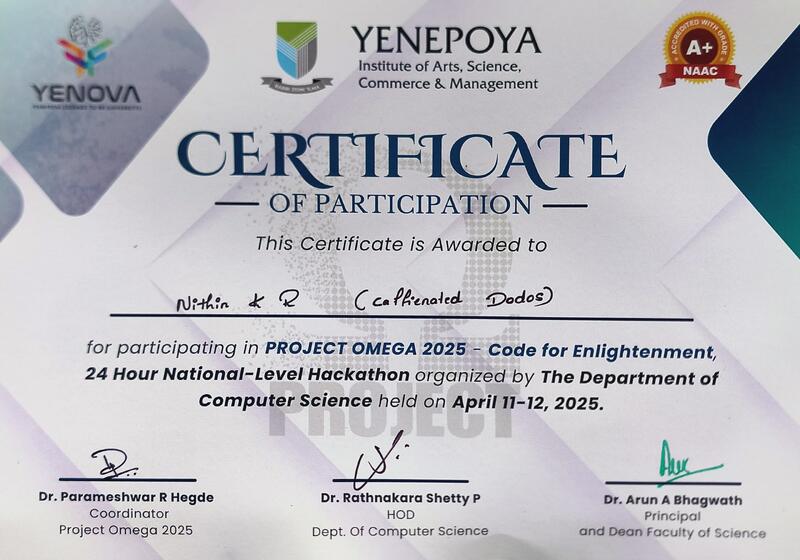 YENOVA
YENEPOYA
Institute of Arts, Science,
Commerce & Management
ACCREDITED WITH GRADE
A+
NAAC
CERTIFICATE
OF PARTICIPATION
This Certificate is Awarded to
Nithin K R (Caffienated Dodos)
for participating in PROJECT OMEGA 2025 - Code for Enlightenment,
24 Hour National-Level Hackathon organized by The Department of
Computer Science held on April 11-12, 2025.
PROJECT
Dr. Parameshwar R Hegde
Coordinator
Project Omega 2025
Dr. Rathnakara Shetty P
HOD
Dept. Of Computer Science
Dr. Arun A Bhagwath
Principal
and Dean Faculty of Science